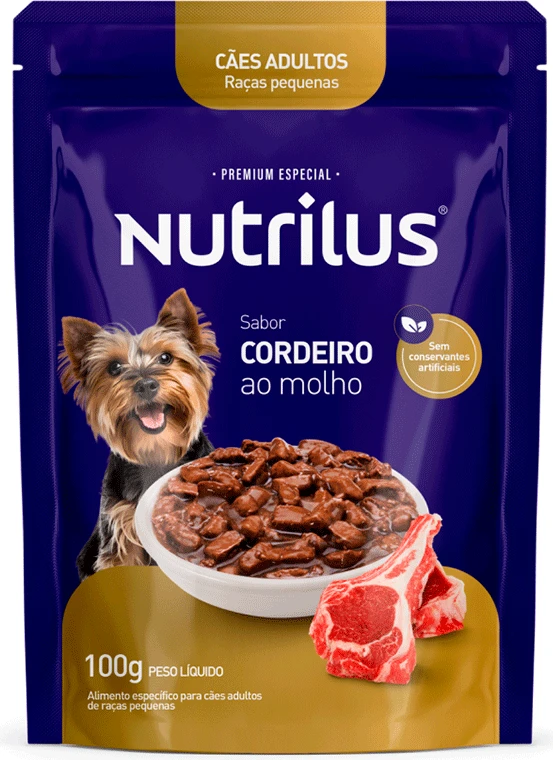 CÃES ADULTOS
Raças pequenas
• PREMIUM ESPECIAL •
Nutrilus®
Sabor
CORDEIRO
ao molho
Sem
conservantes
artificiais
100g PESO LÍQUIDO
Alimento específico para cães adultos
de raças pequenas